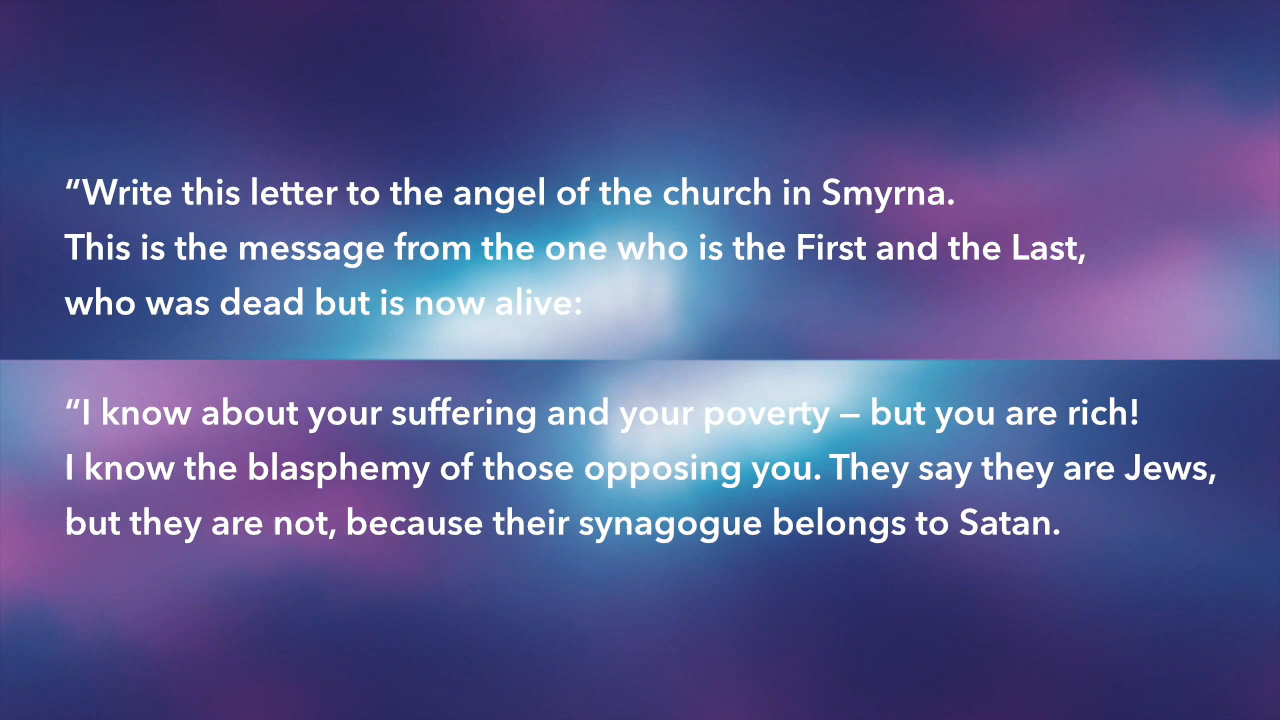 “Write this letter to the angel of the church in Smyrna.
This is the message from the one who is the First and the Last,
who was dead but is now alive:
“I know about your suffering and your poverty – but you are rich!
I know the blasphemy of those opposing you. They say they are Jews,
but they are not, because their synagogue belongs to Satan.